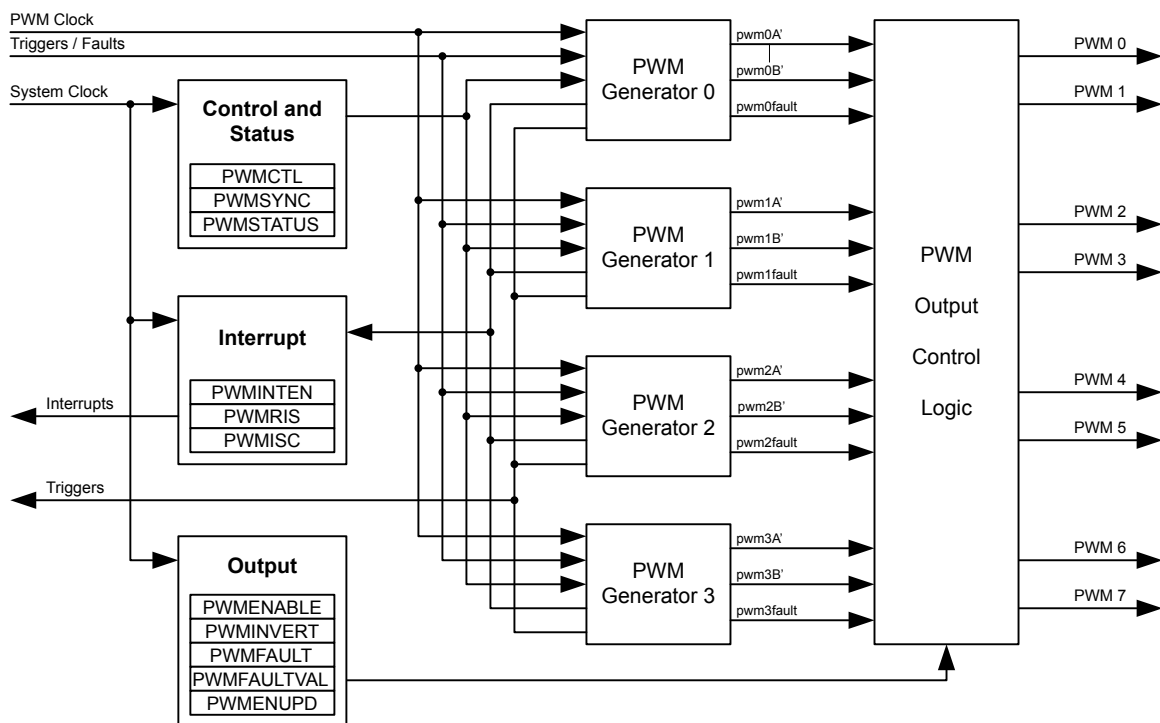 PWM Clock
Triggers / Faults
System Clock
Control and
Status
PWMCTL
PWMSYNC
PWMSTATUS
Interrupt
PWMINTEN
PWMRIS
PWMISC
Interrupts
Triggers
Output
PWMENABLE
PWMINVERT
PWMFAULT
PWMFAULTVAL
PWMENUPD
PWM
Generator 0
pwm0A'
pwm0B'
pwm0fault
PWM
Generator 1
pwm1A'
pwm1B'
pwm1fault
PWM
Generator 2
pwm2A'
pwm2B'
pwm2fault
PWM
Generator 3
pwm3A'
pwm3B'
pwm3fault
PWM
Output
Control
Logic
PWM 0
PWM 1
PWM 2
PWM 3
PWM 4
PWM 5
PWM 6
PWM 7